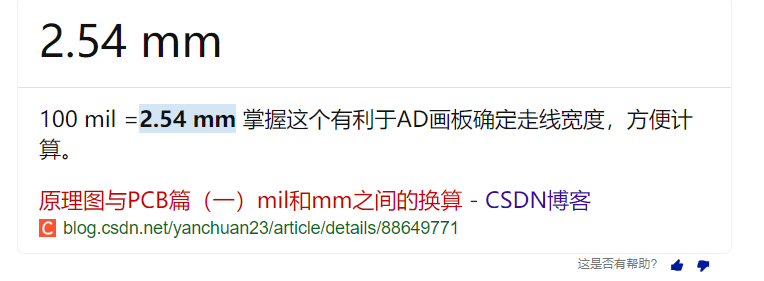 2.54 mm
100 mil =2.54 mm 掌握这个有利于AD画板确定走线宽度，方便计
算。
原理图与PCB篇（一）mil和mm之间的换算 - CSDN博客
C blog.csdn.net/yanchuan23/article/details/88649771
这是否有帮助?